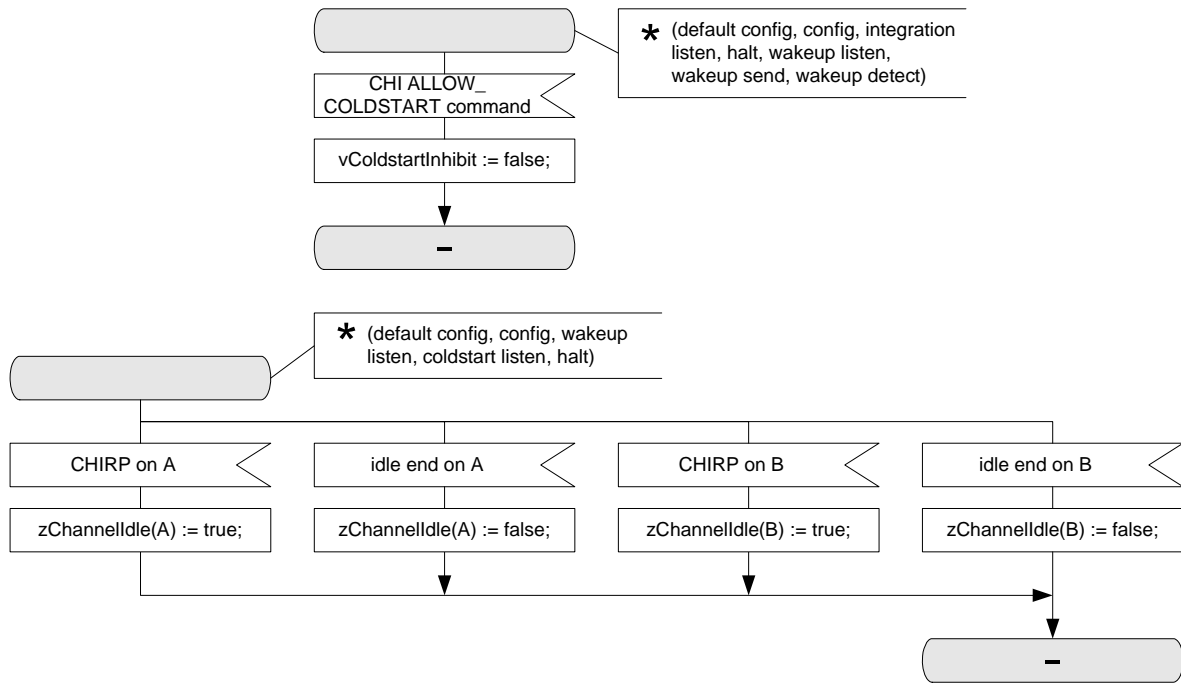 * (default config, config, integration
listen, halt, wakeup listen,
wakeup send, wakeup detect)
CHI ALLOW_
COLDSTART command
vColdstartInhibit := false;
-
* (default config, config, wakeup
listen, coldstart listen, halt)
CHIRP on A
idle end on A
CHIRP on B
idle end on B
zChannelIdle(A) := true;
zChannelIdle(A) := false;
zChannelIdle(B) := true;
zChannelIdle(B) := false;
-